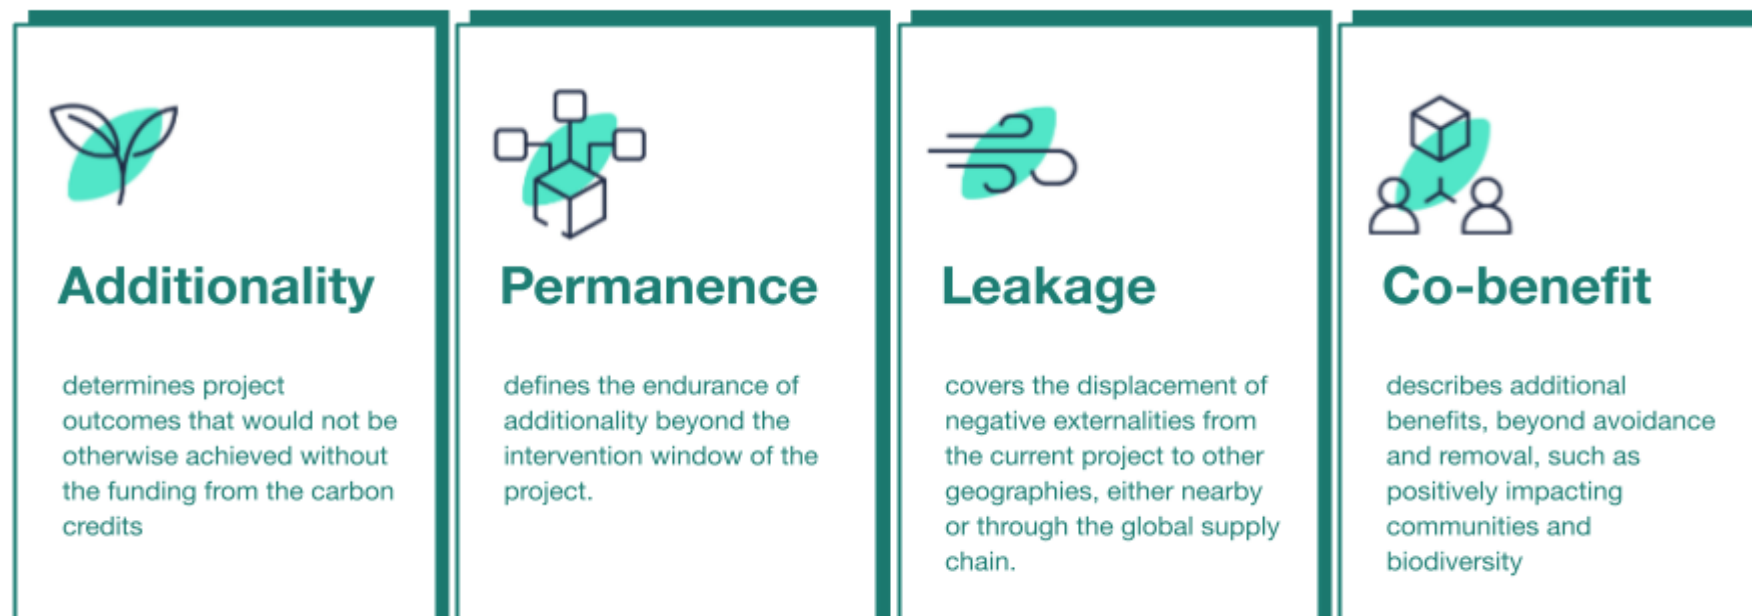 Additionality
determines project
outcomes that would not be
otherwise achieved without
the funding from the carbon
credits
Permanence
defines the endurance of
additionality beyond the
intervention window of the
project.
Leakage
covers the displacement of
negative externalities from
the current project to other
geographies, either nearby
or through the global supply
chain.
Co-benefit
describes additional
benefits, beyond avoidance
and removal, such as
positively impacting
communities and
biodiversity